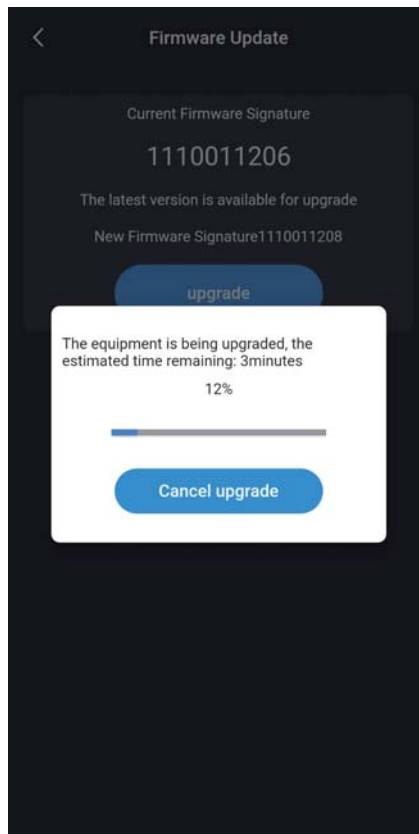 Firmware Update
Current Firmware Signature
1110011206
The latest version is available for upgrade
New Firmware Signature1110011208
upgrade
The equipment is being upgraded, the
estimated time remaining: 3minutes
12%
Cancel upgrade